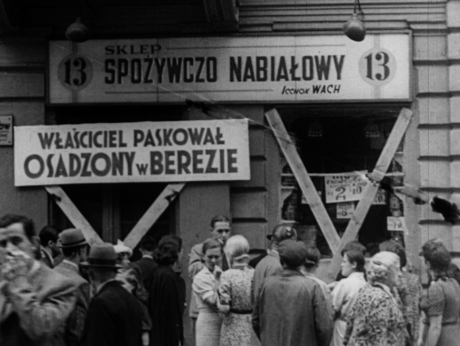 SKLEP
13 SPOŻYWCZO NABIAŁOWY 13
WACH
WŁAŚCICIEL PASKOWAŁ
OSADZONY W BEREZIE